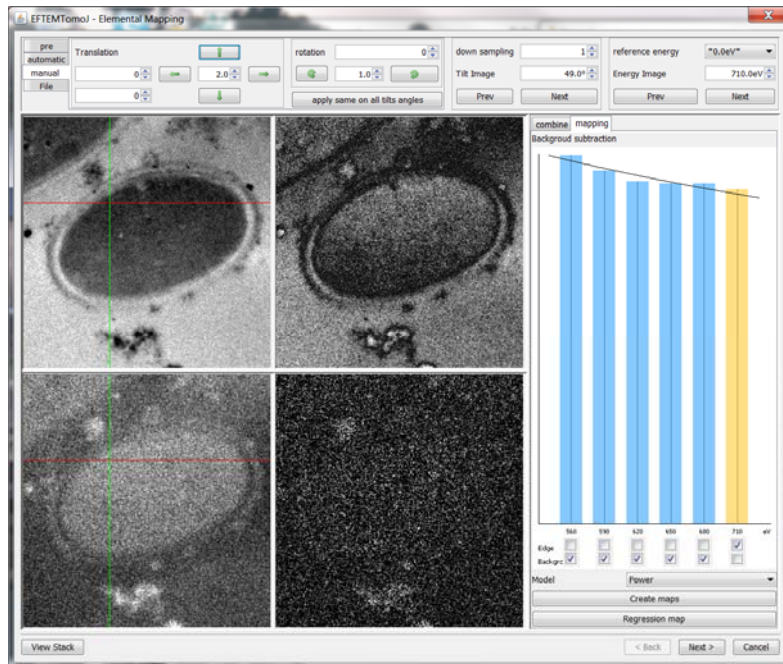 EFTEMTomoJ - Elemental Mapping
pre
automatic
manual
File
Translation
0
2.0
0
rotation
0
1.0
apply same on all tilts angles
down sampling
1
Tilt Image
49.0°
Prev
Next
reference energy
"0.0eV"
Energy Image
710.0eV
Prev
Next
combine
mapping
Backgroud subtraction
560 590 620 650 680 710 eV
Edge
Backgrc
Model
Power
Create maps
Regression map
View Stack
< Back
Next >
Cancel